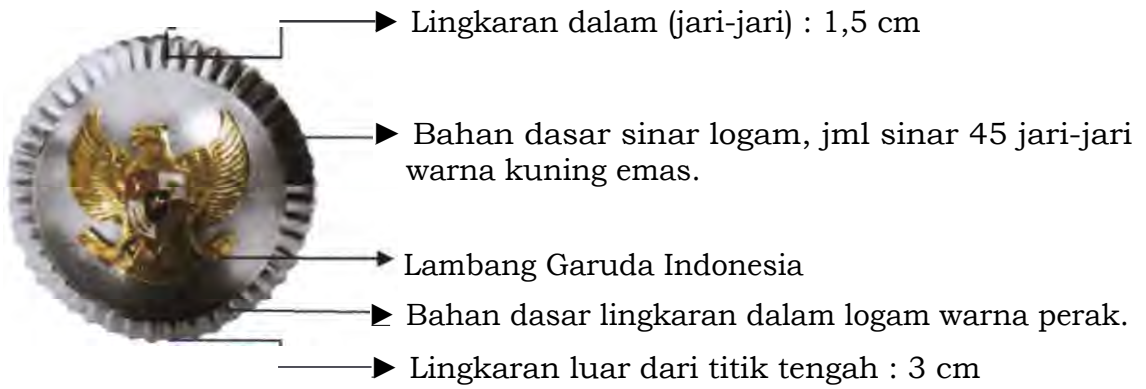 Lingkaran dalam (jari-jari) : 1,5 cm
Bahan dasar sinar logam, jml sinar 45 jari-jari
warna kuning emas.
Lambang Garuda Indonesia
Bahan dasar lingkaran dalam logam warna perak.
Lingkaran luar dari titik tengah : 3 cm